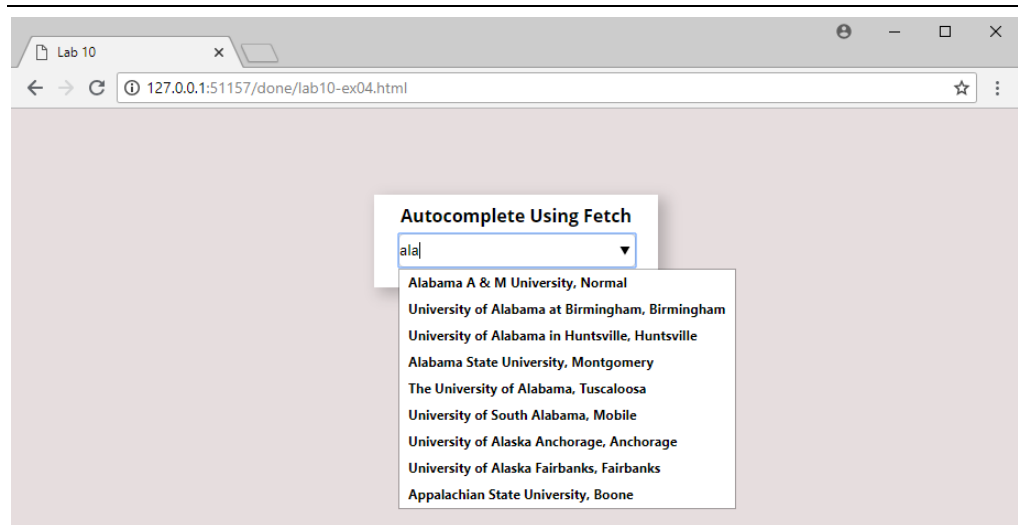 Lab 10
127.0.0.1:51157/done/lab10-ex04.html
Autocomplete Using Fetch
ala
Alabama A & M University, Normal
University of Alabama at Birmingham, Birmingham
University of Alabama in Huntsville, Huntsville
Alabama State University, Montgomery
The University of Alabama, Tuscaloosa
University of South Alabama, Mobile
University of Alaska Anchorage, Anchorage
University of Alaska Fairbanks, Fairbanks
Appalachian State University, Boone